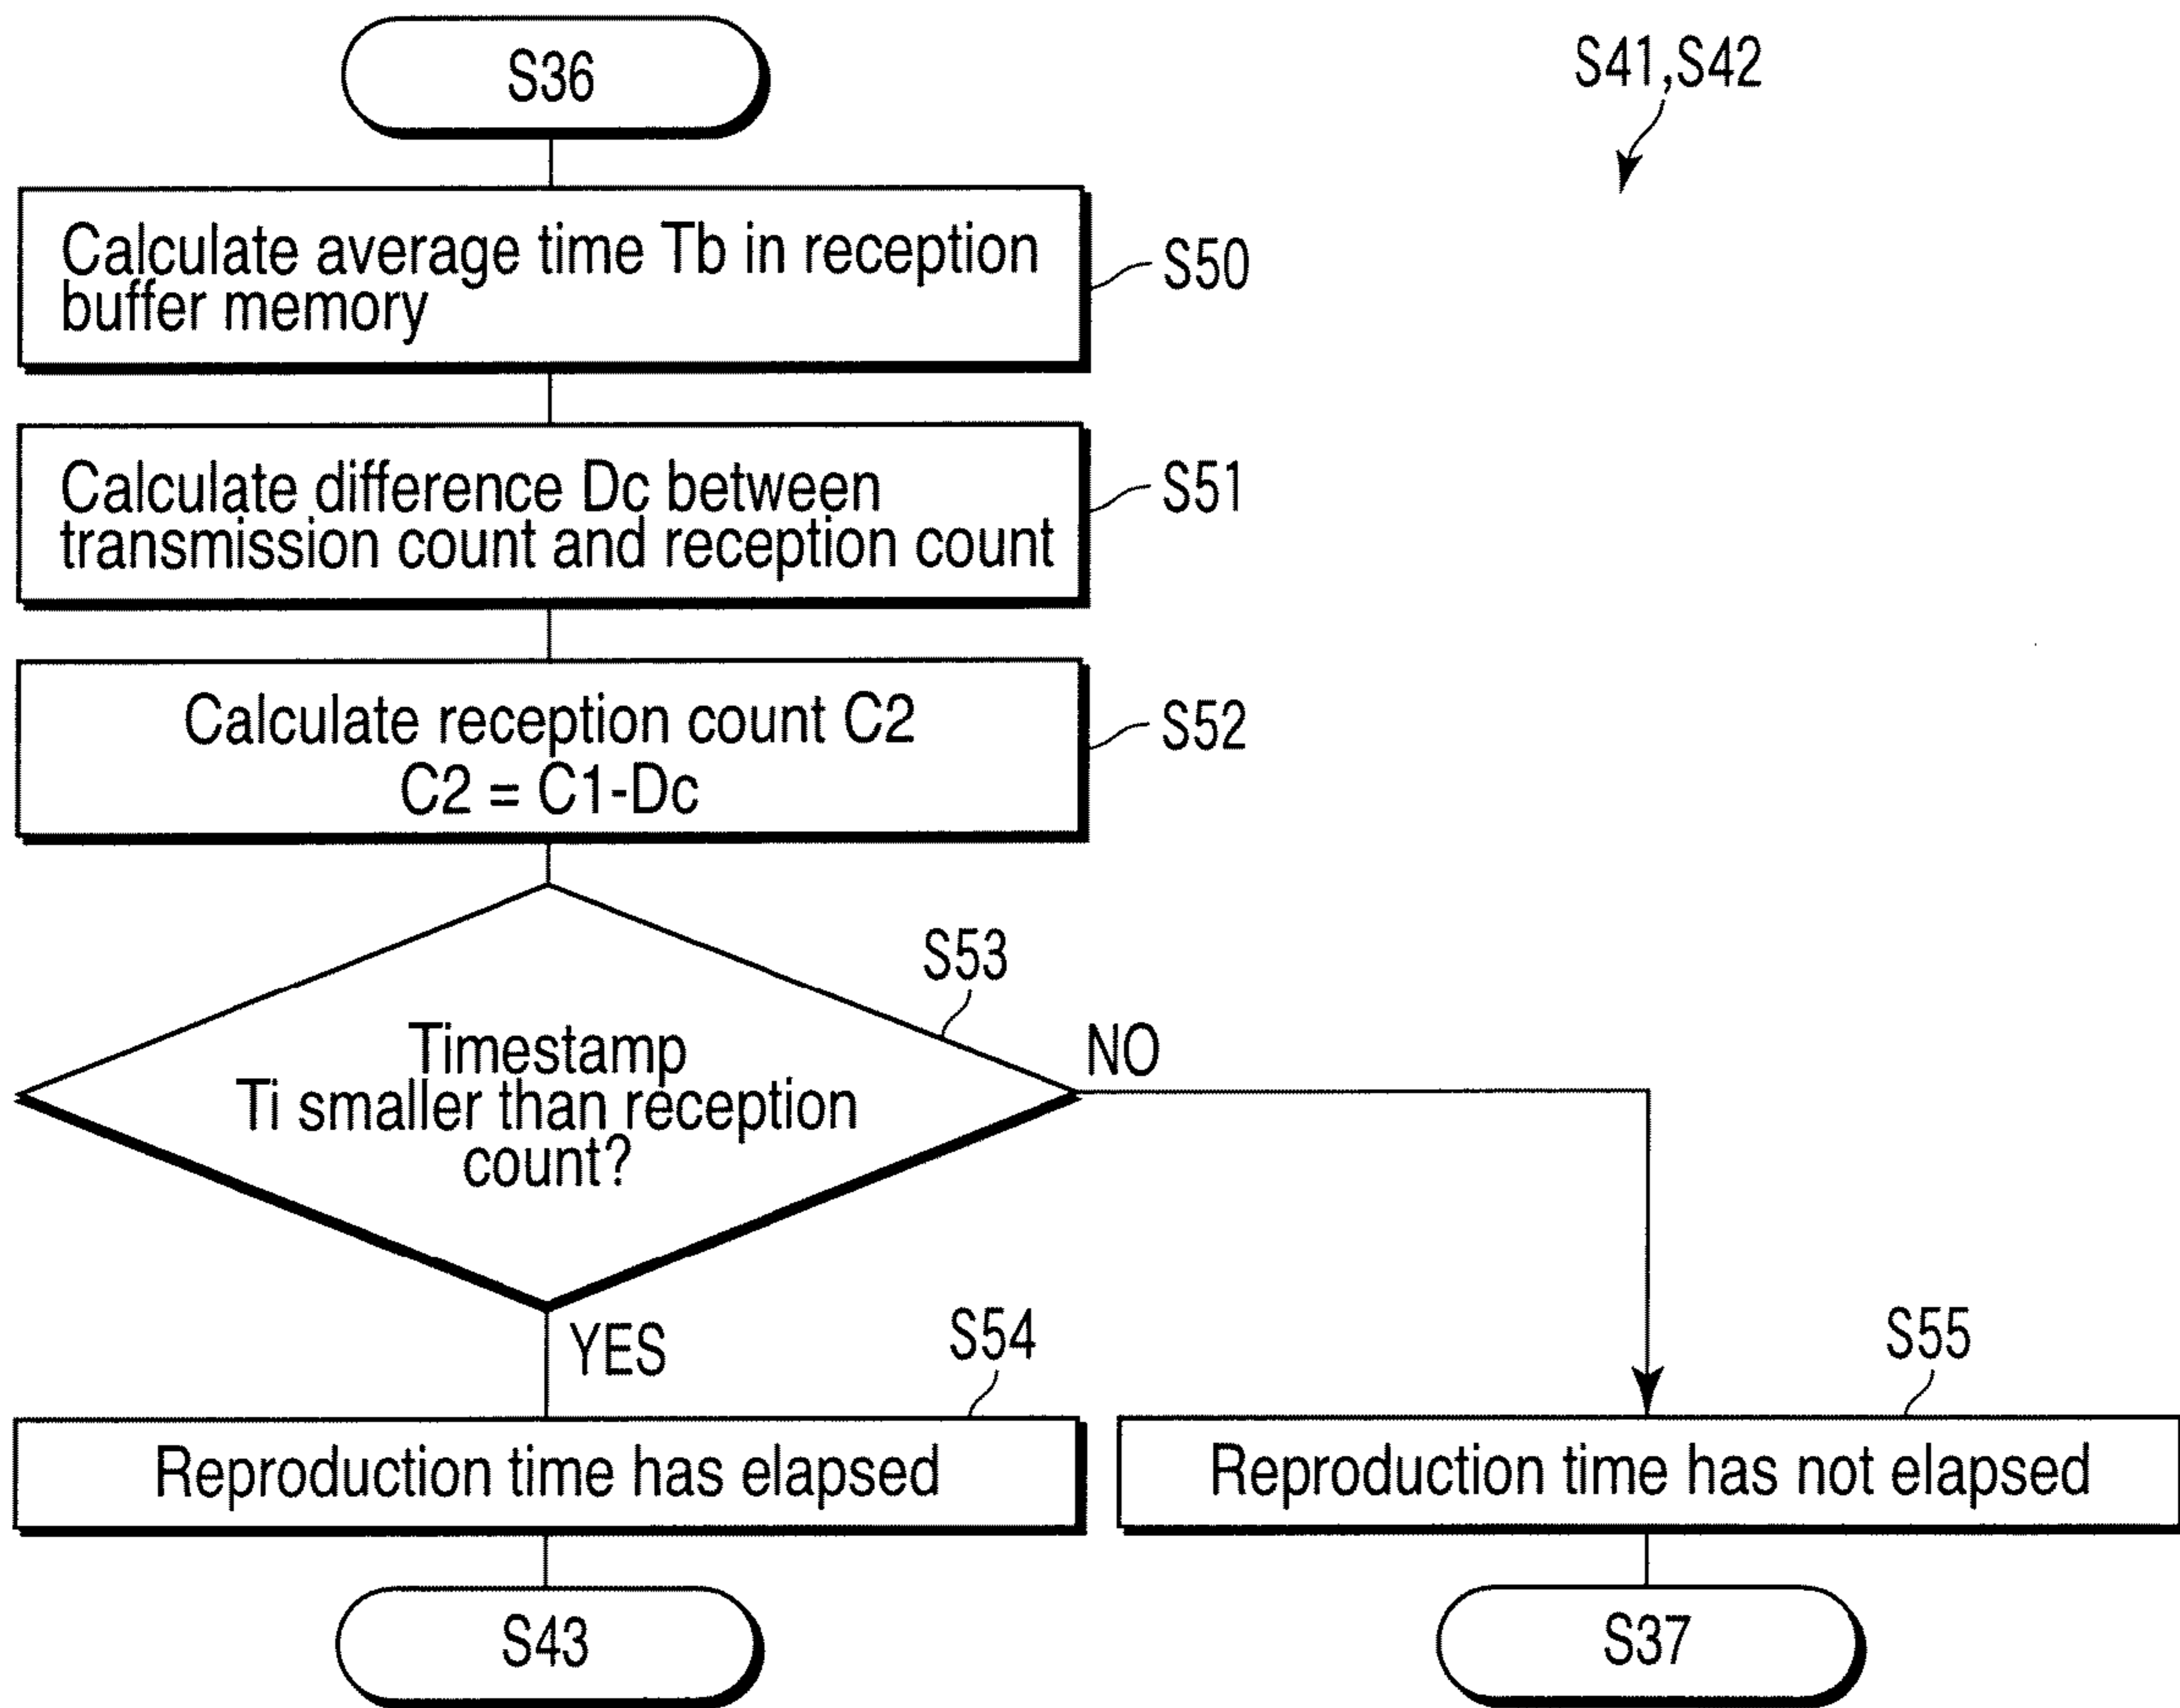 S36
S41,S42
Calculate average time Tb in reception
buffer memory
S50
Calculate difference Dc between
transmission count and reception count
S51
Calculate reception count C2
C2 = C1-Dc
S52
S53
Timestamp
Ti smaller than reception
count?
NO
YES
S54
S55
Reproduction time has elapsed
Reproduction time has not elapsed
S43
S37